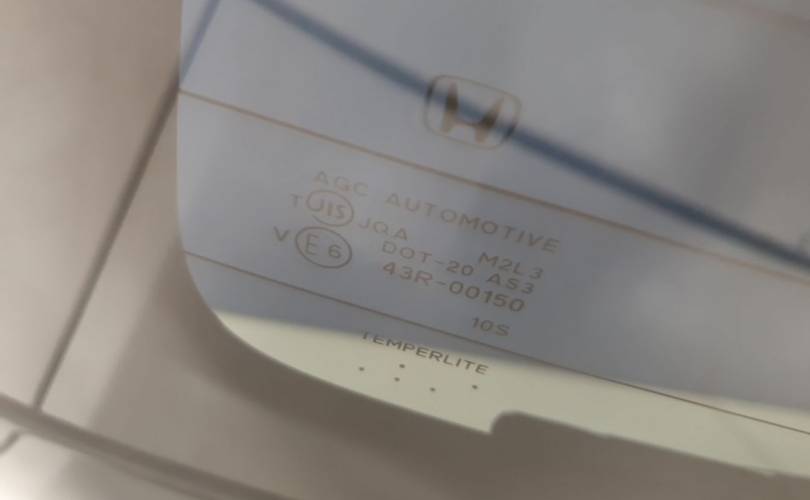 AGC AUTOMOTIVE
T JIS JQA M2L3
DOT-20 AS3
V E6 43R-00150
10S
TEMPERLITE